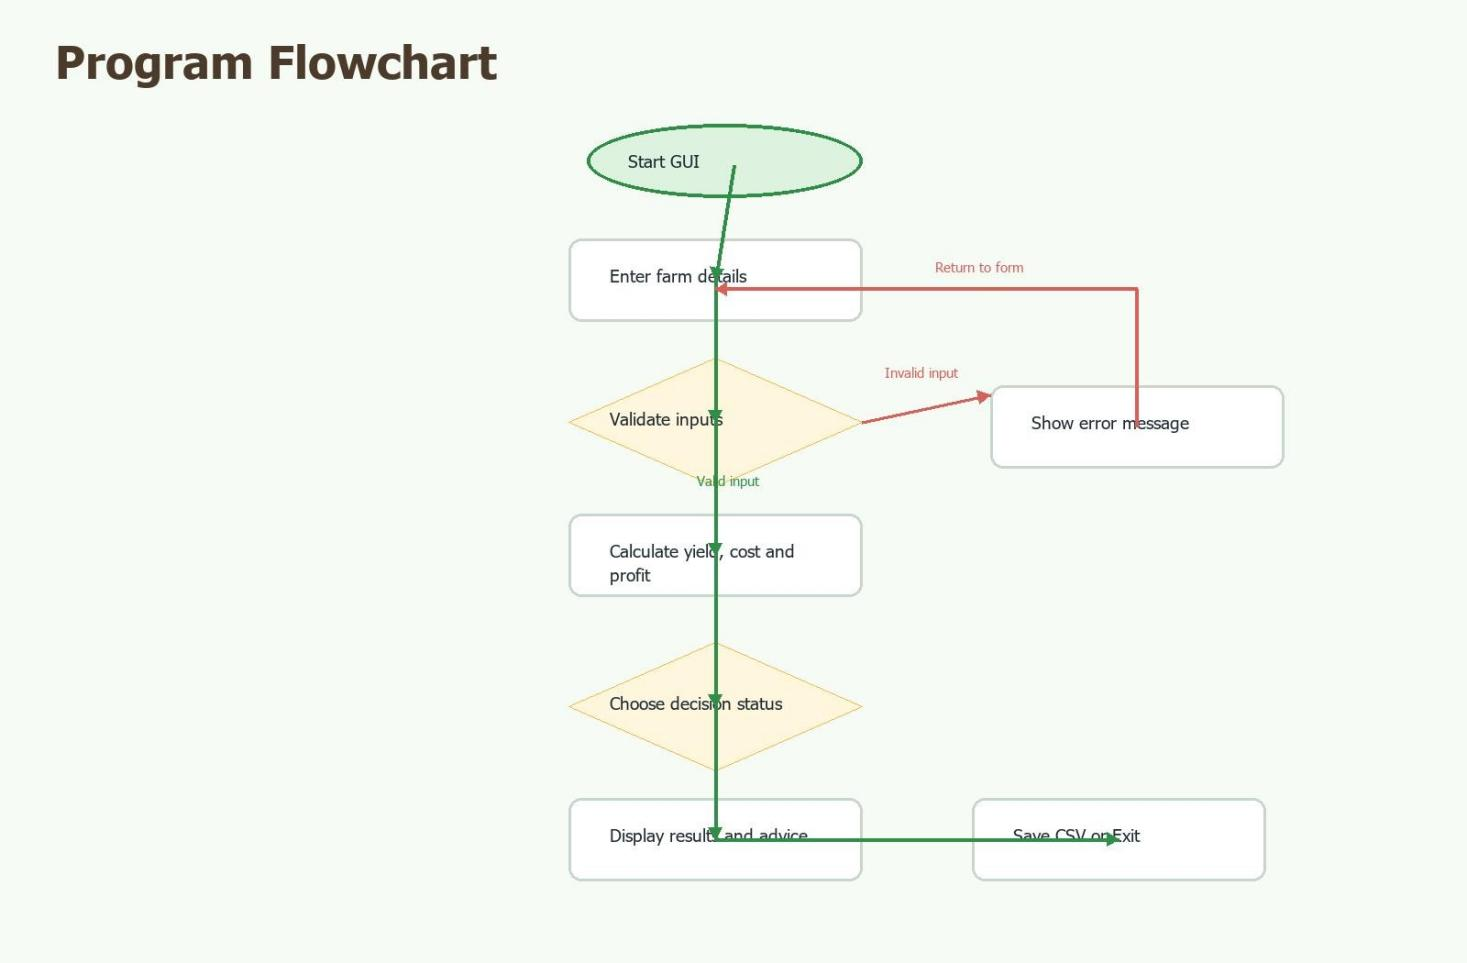 Program Flowchart
Start GUI
Enter farm details
Return to form
Invalid input
Validate inputs
Show error message
Valid input
Calculate yield, cost and
profit
Choose decision status
Display results and advice
Save CSV or Exit